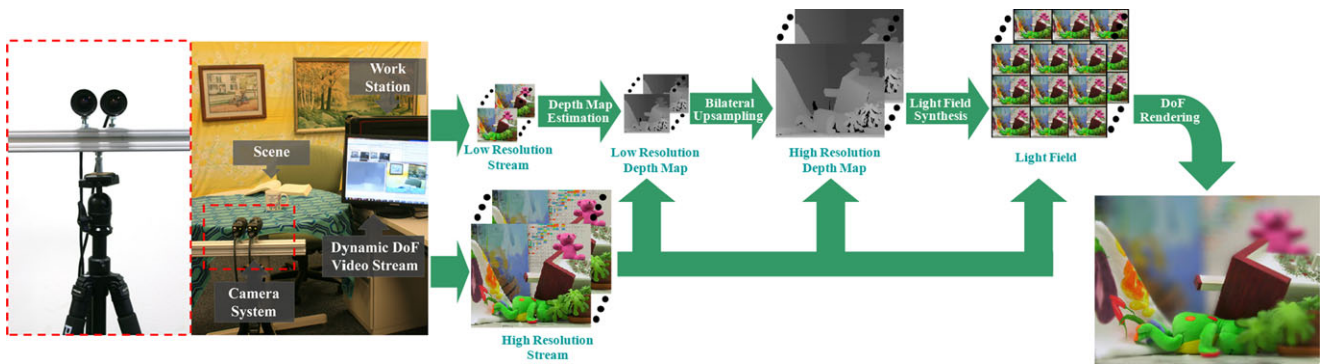 Work
Station
Scene
Dynamic DoF
Video Stream
Camera
System
Low Resolution
Stream
Depth Map
Estimation
Low Resolution
Depth Map
Bilateral
Upsampling
High Resolution
Depth Map
Light Field
Synthesis
Light Field
DoF
Rendering
High Resolution
Stream